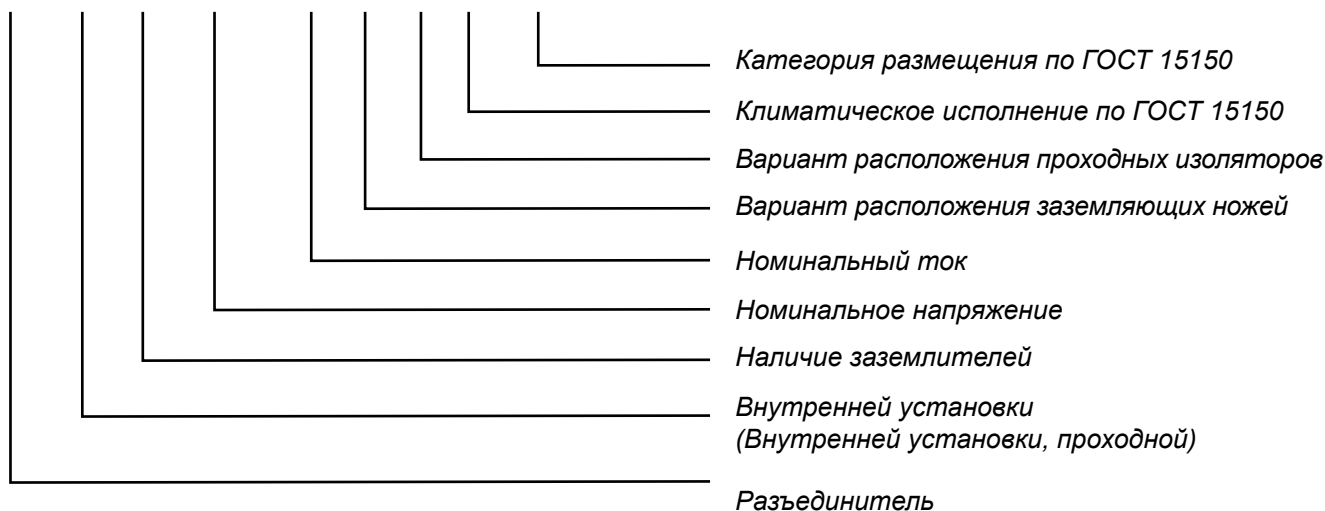 Категория размещения по ГОСТ 15150
Климатическое исполнение по ГОСТ 15150
Вариант расположения проходных изоляторов
Вариант расположения заземляющих ножей
Номинальный ток
Номинальное напряжение
Наличие заземлителей
Внутренней установки
(Внутренней установки, проходной)
Разъединитель